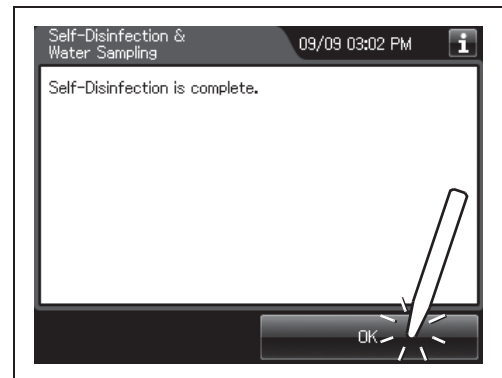 Self-Disinfection &
Water Sampling
09/09 03:02 PM
i
Self-Disinfection is complete.
OK